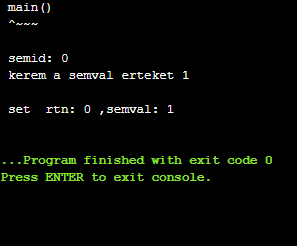 main()
^~~~
semid: 0
kerem a semval erteket 1
set  rtn: 0 ,semval: 1
...Program finished with exit code 0
Press ENTER to exit console.